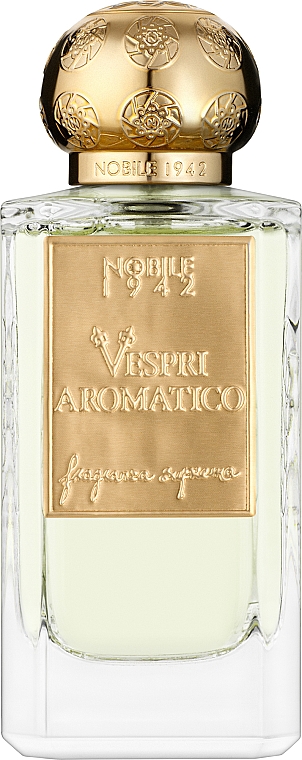 NOBILE 1942
NOBILE
1942
VESPRI
AROMATICO
fragranza suprema